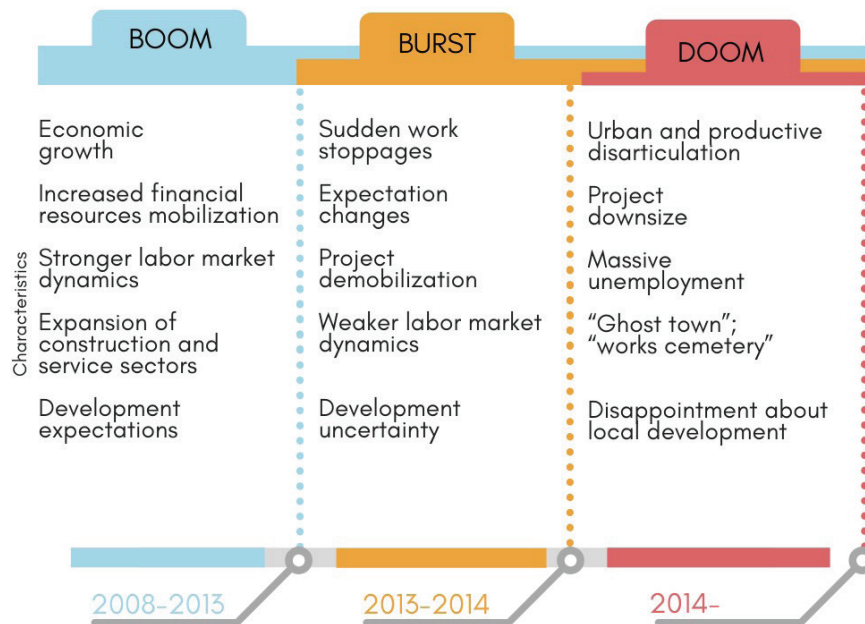 BOOM
BURST
DOOM
Characteristics
Economic
growth
Increased financial
resources mobilization
Stronger labor market
dynamics
Expansion of
construction and
service sectors
Development
expectations
Sudden work
stoppages
Expectation
changes
Project
demobilization
Weaker labor market
dynamics
Development
uncertainty
Urban and productive
disarticulation
Project
downsize
Massive
unemployment
“Ghost town”;
“works cemetery”
Disappointment about
local development
2008-2013
2013-2014
2014-